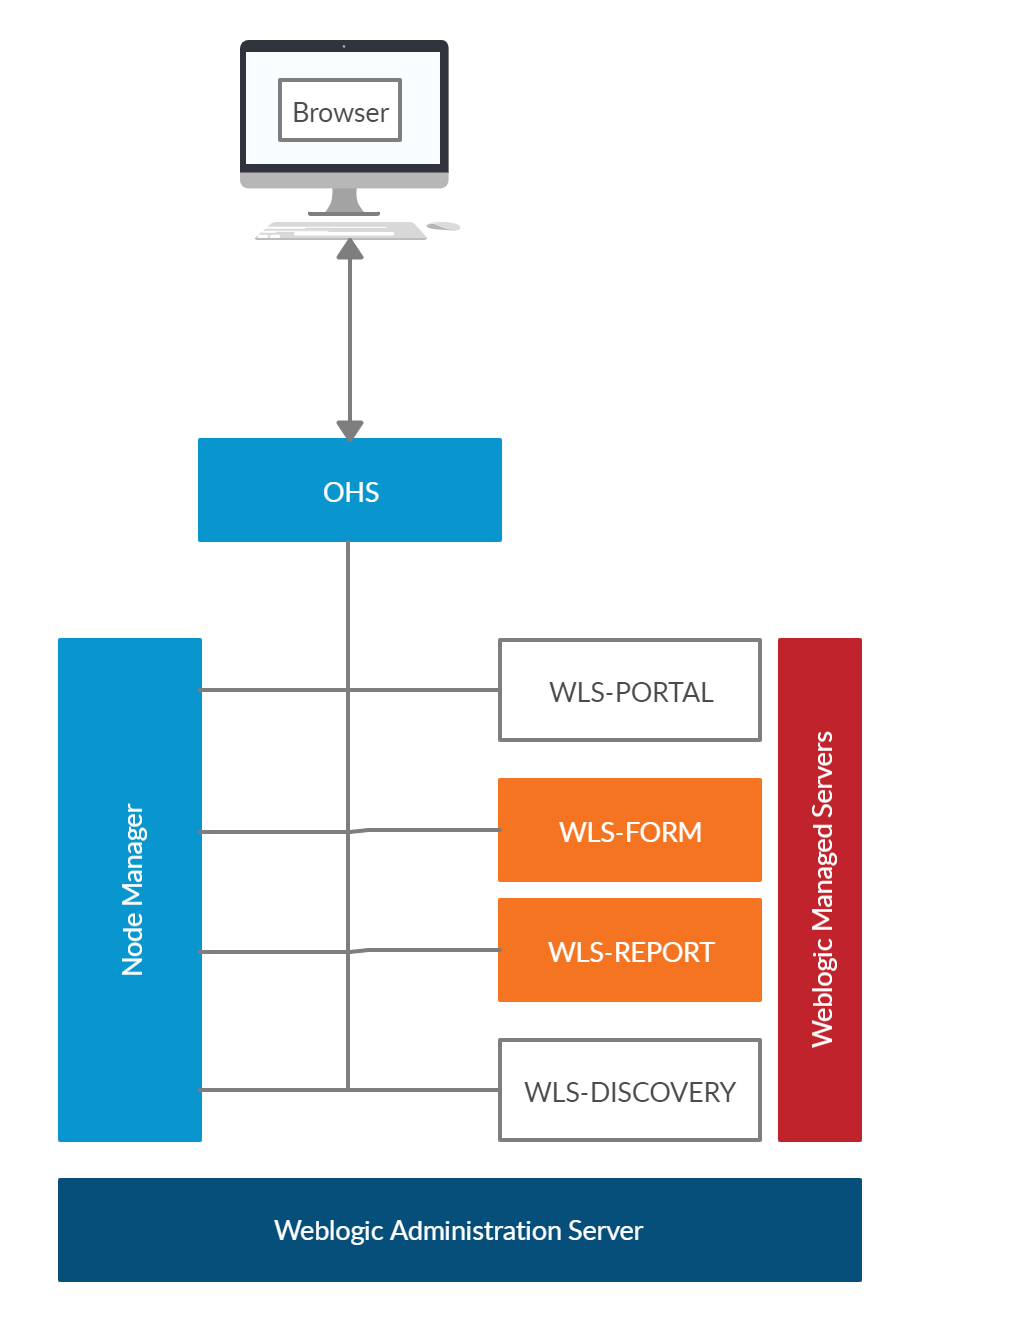 Browser
OHS
Node Manager
WLS-PORTAL
WLS-FORM
WLS-REPORT
WLS-DISCOVERY
Weblogic Managed Servers
Weblogic Administration Server